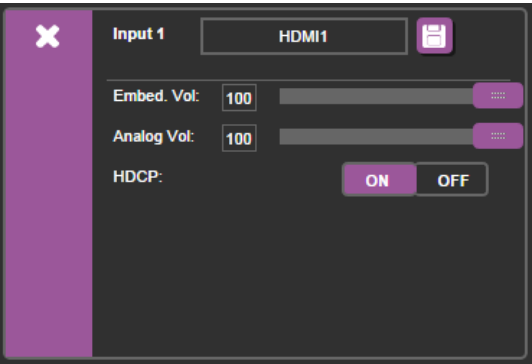 Input 1 HDMI1
Embed. Vol: 100
Analog Vol: 100
HDCP: ON OFF